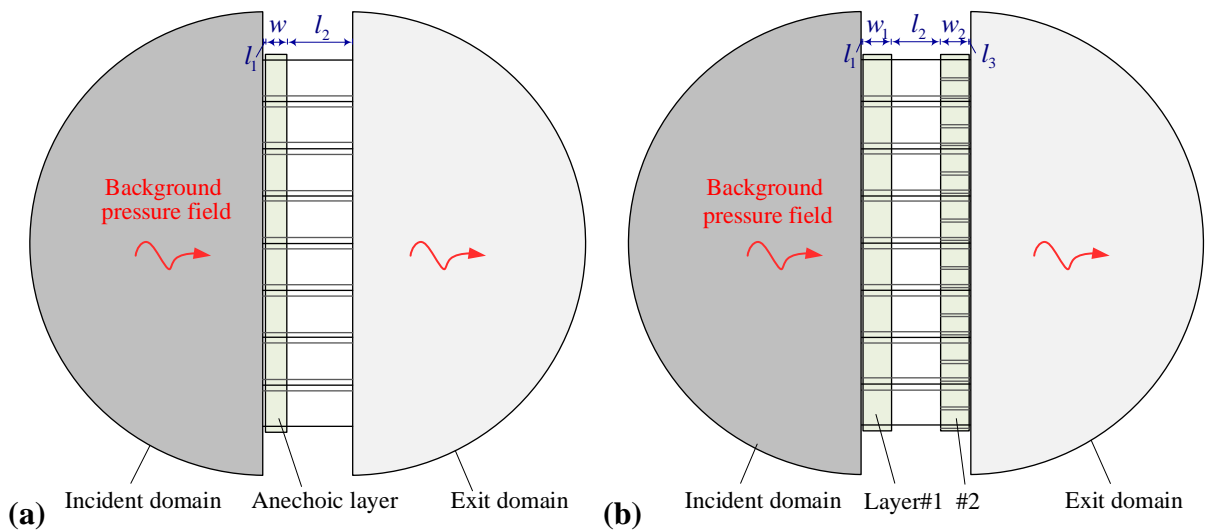 w
l₂
l₁
Background
pressure field
(a)
Incident domain
Anechoic layer
Exit domain
w₁
l₂
w₂
l₁
l₃
Background
pressure field
(b)
Incident domain
Layer#1
#2
Exit domain